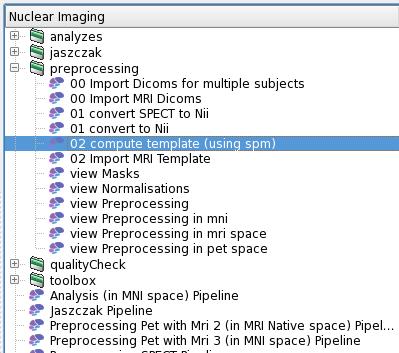 Nuclear Imaging
analyzes
jaszczak
preprocessing
00 Import Dicoms for multiple subjects
00 Import MRI Dicoms
01 convert SPECT to Nii
01 convert to Nii
02 compute template (using spm)
02 Import MRI Template
view Masks
view Normalisations
view Preprocessing
view Preprocessing in mni
view Preprocessing in mri space
view Preprocessing in pet space
qualityCheck
toolbox
Analysis (in MNI space) Pipeline
Jaszczak Pipeline
Preprocessing Pet with Mri 2 (in MRI Native space) Pipel...
Preprocessing Pet with Mri 3 (in MNI space) Pipeline